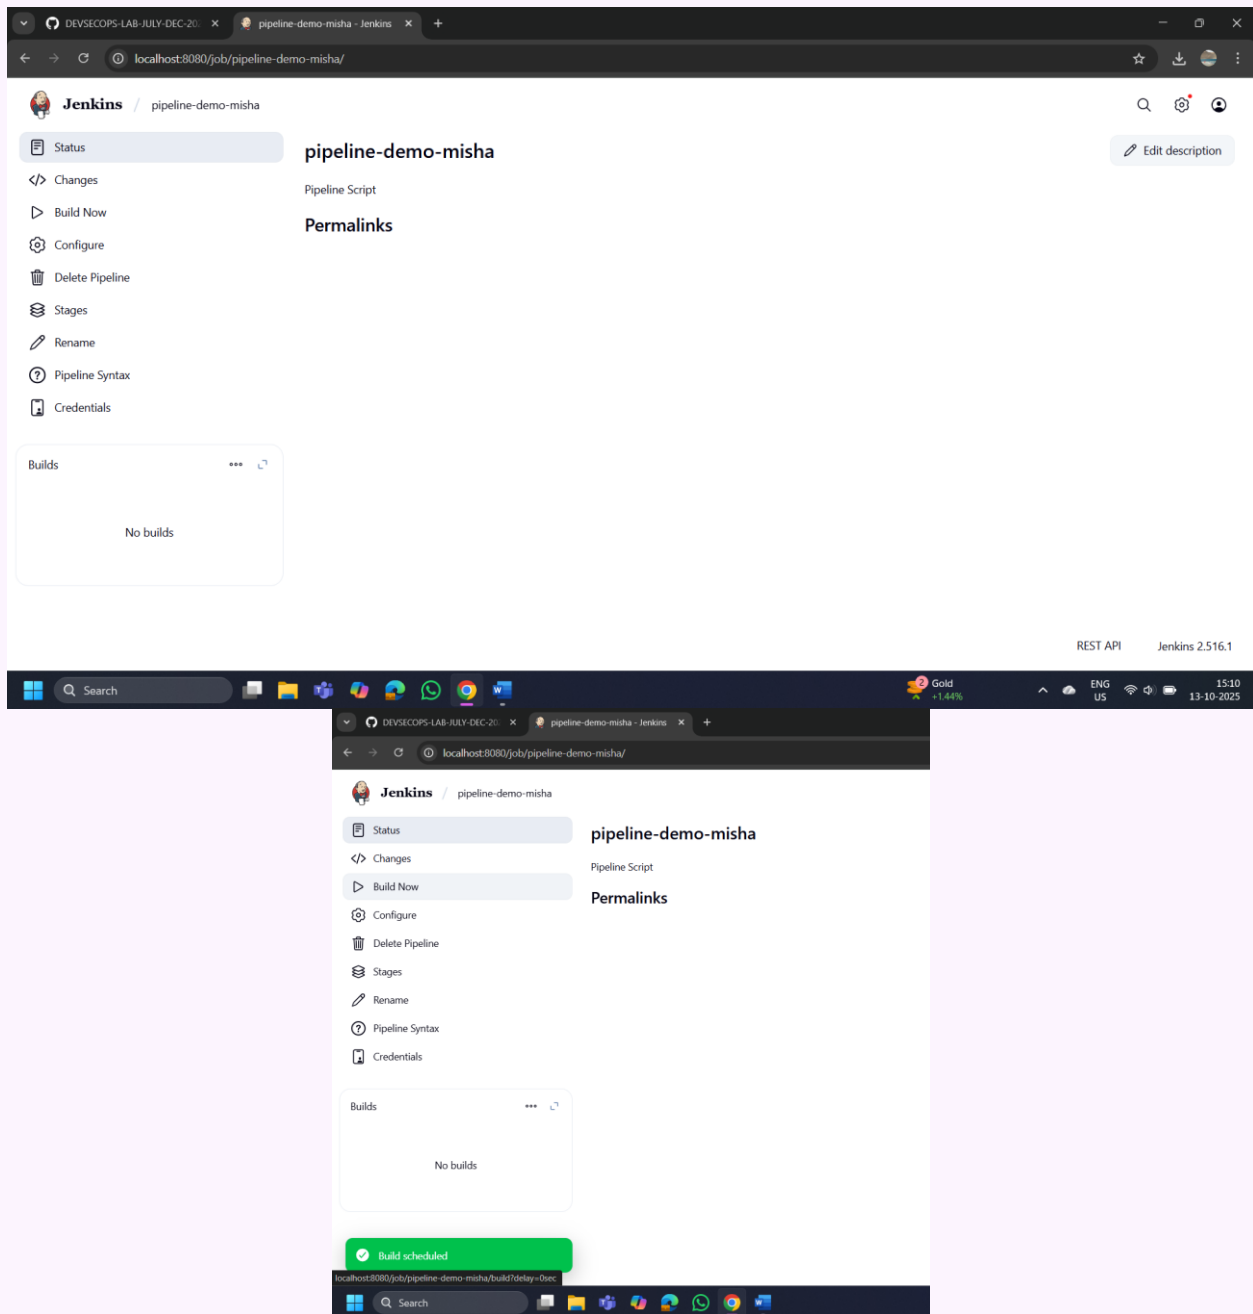 DEVSECOPS-LAB-JULY-DEC-20
pipeline-demo-misha - Jenkins
localhost:8080/job/pipeline-demo-misha/
Jenkins / pipeline-demo-misha
Status
Changes
Build Now
Configure
Delete Pipeline
Stages
Rename
Pipeline Syntax
Credentials
Builds
No builds
pipeline-demo-misha
Edit description
Pipeline Script
Permalinks
REST API
Jenkins 2.516.1
Search
2
Gold
+1.44%
ENG
US
15:10
13-10-2025
DEVSECOPS-LAB-JULY-DEC-20
pipeline-demo-misha - Jenkins
localhost:8080/job/pipeline-demo-misha/
Jenkins / pipeline-demo-misha
Status
Changes
Build Now
Configure
Delete Pipeline
Stages
Rename
Pipeline Syntax
Credentials
Builds
No builds
pipeline-demo-misha
Pipeline Script
Permalinks
Build scheduled
localhost:8080/job/pipeline-demo-misha/build?delay=0sec
Search